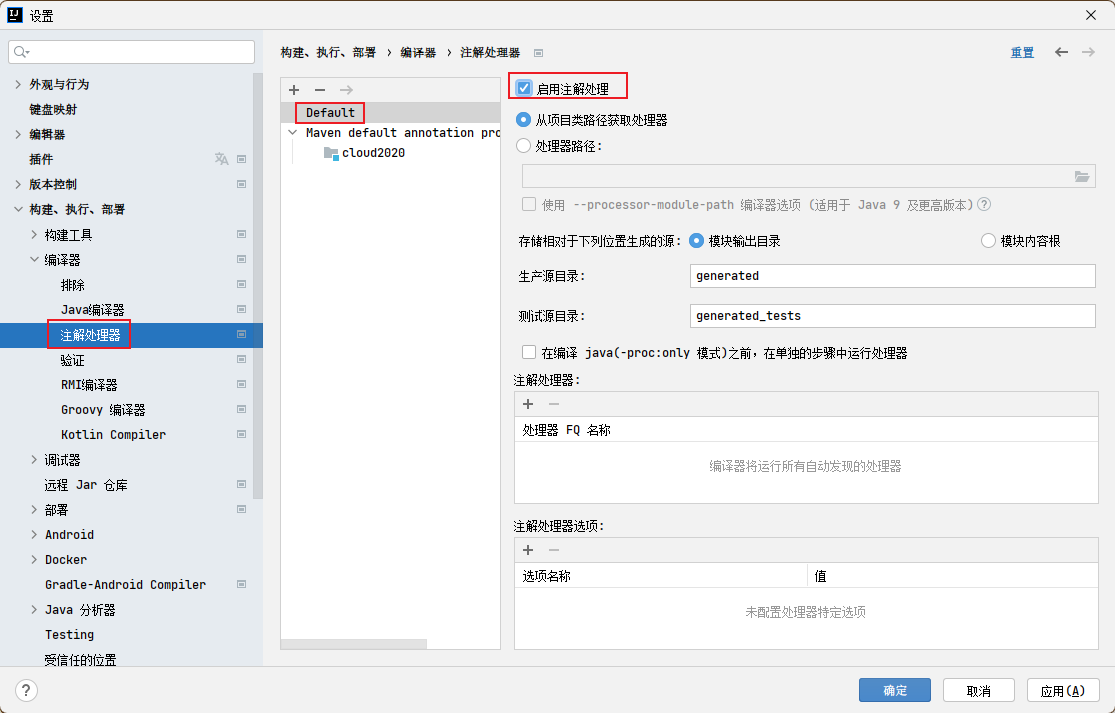 设置
外观与行为
键盘映射
编辑器
插件
版本控制
构建、执行、部署
构建工具
编译器
排除
Java编译器
注解处理器
验证
RMI编译器
Groovy 编译器
Kotlin Compiler
调试器
远程 Jar 仓库
部署
Android
Docker
Gradle-Android Compiler
Java 分析器
Testing
受信任的位置
构建、执行、部署 › 编译器 › 注解处理器
重置
Default
Maven default annotation pro
cloud2020
启用注解处理
从项目类路径获取处理器
处理器路径:
使用 --processor-module-path 编译器选项 (适用于 Java 9 及更高版本)
存储相对于下列位置生成的源: 模块输出目录 模块内容根
生产源目录: generated
测试源目录: generated_tests
在编译 java(-proc:only 模式)之前，在单独的步骤中运行处理器
注解处理器:
处理器 FQ 名称
编译器将运行所有自动发现的处理器
注解处理器选项:
选项名称 值
未配置处理器特定选项
?
确定 取消 应用(A)